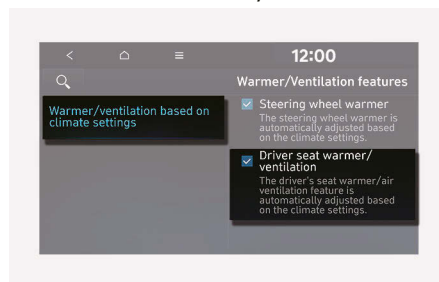 12:00
Warmer/Ventilation features
Warmer/ventilation based on
climate settings
Steering wheel warmer
The steering wheel warmer is
automatically adjusted based
on the climate settings.
Driver seat warmer/
ventilation
The driver's seat warmer/air
ventilation feature is
automatically adjusted based
on the climate settings.